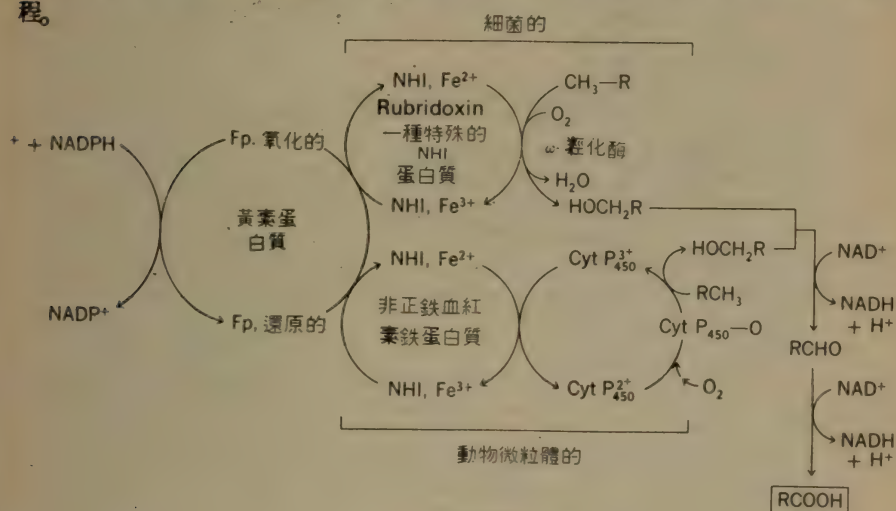 程。
細菌的
NHI, Fe²⁺
CH₃—R
Rubridoxin
O₂
⁺ + NADPH
Fp. 氧化的
一種特殊的
ω-羥化酶
NHI
蛋白質
H₂O
NHI, Fe³⁺
HOCH₂R
黃素蛋
白質
NHI, Fe²⁺
Cyt P₄₅₀³⁺
HOCH₂R
NAD⁺
RCH₃
NADP⁺
Fp, 還原的
非正鉄血紅
素鉄蛋白質
Cyt P₄₅₀—O
NADH
+ H⁺
RCHO
NHI, Fe³⁺
Cyt P₄₅₀²⁺
O₂
NAD⁺
NADH
+ H⁺
動物微粒體的
RCOOH